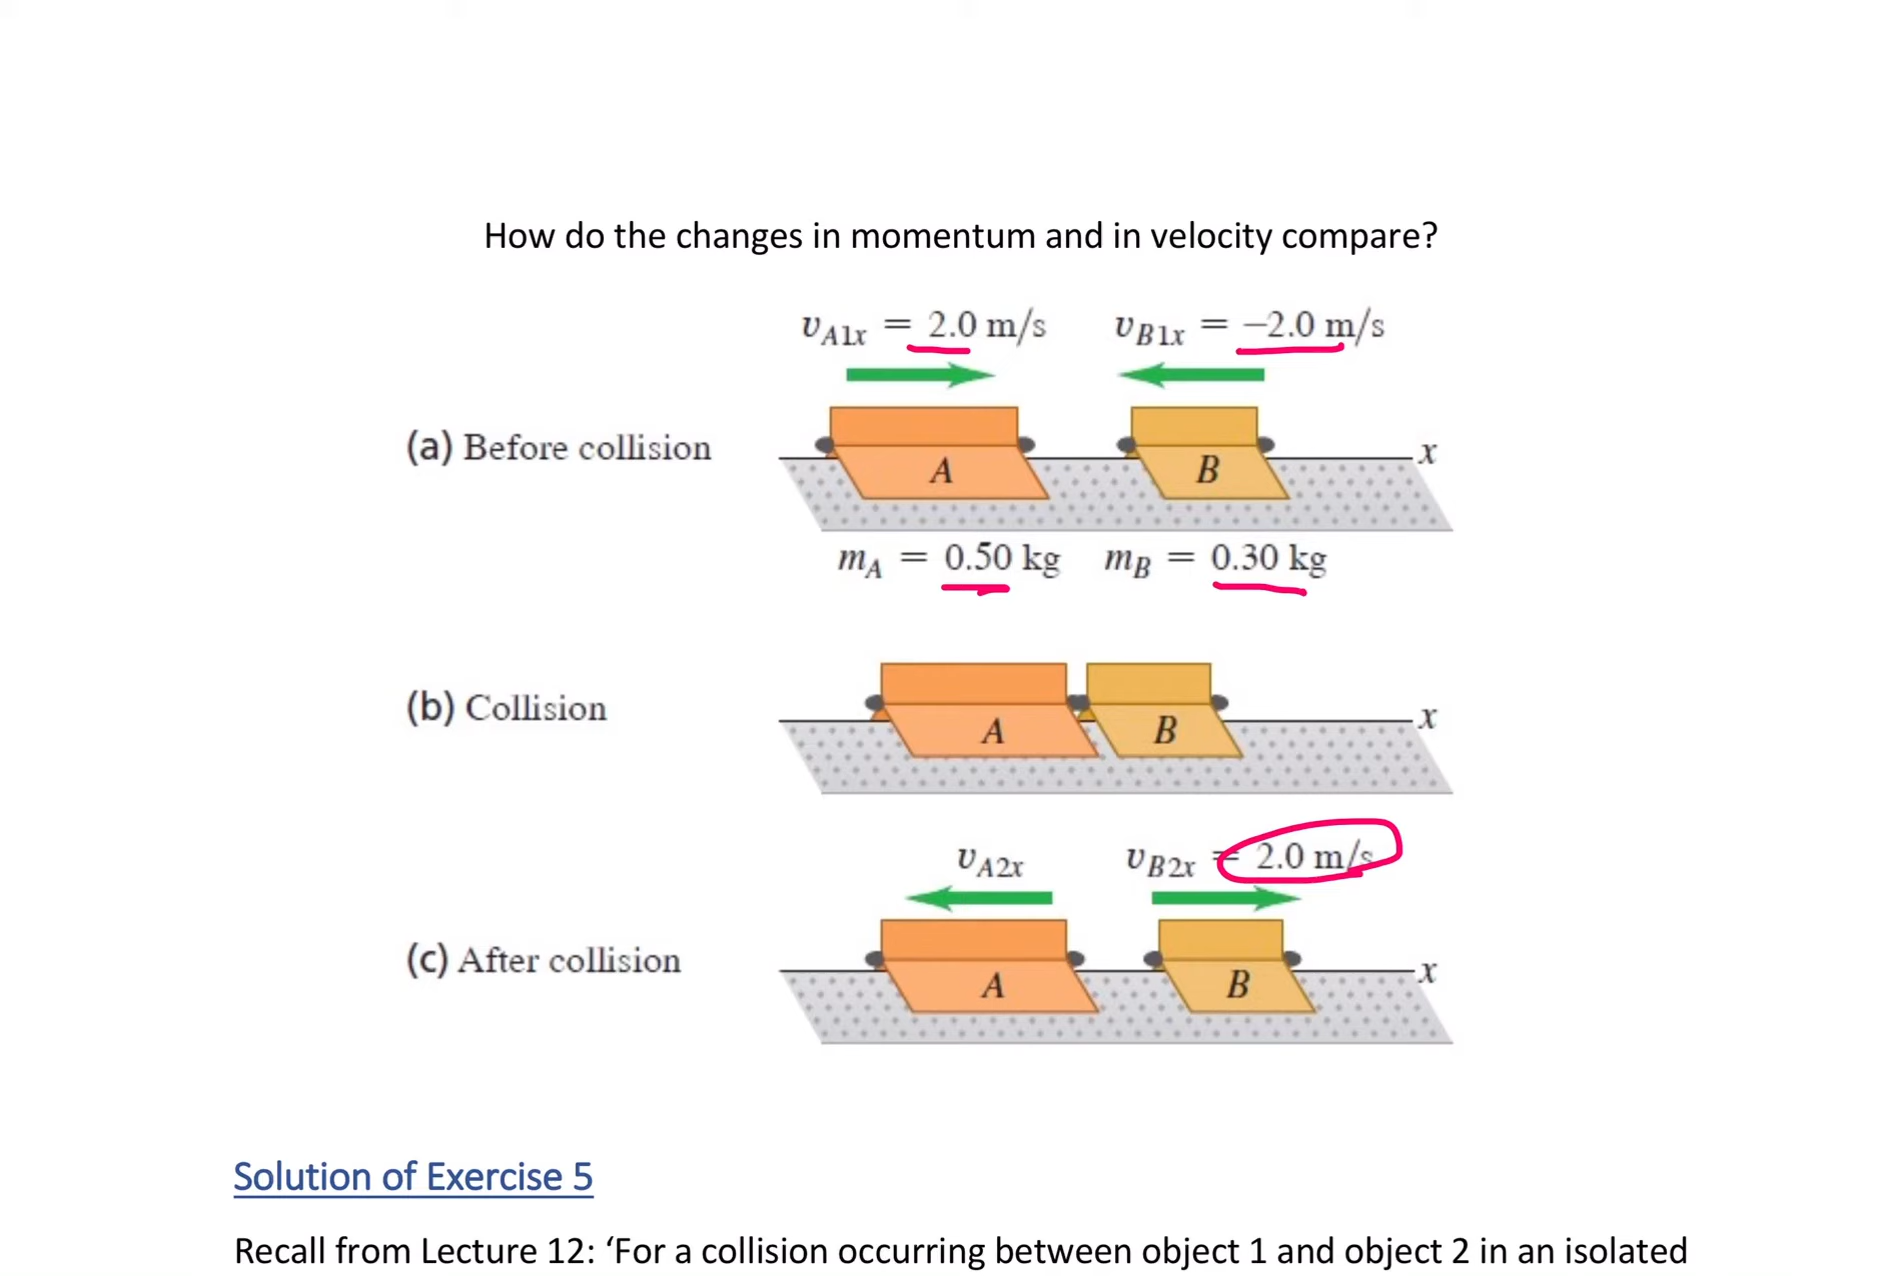 How do the changes in momentum and in velocity compare?
vA1x = 2.0 m/s vB1x = −2.0 m/s
(a) Before collision
A B x
mA = 0.50 kg mB = 0.30 kg
(b) Collision
A B x
vA2x vB2x = 2.0 m/s
(c) After collision
A B x
Solution of Exercise 5
Recall from Lecture 12: ‘For a collision occurring between object 1 and object 2 in an isolated